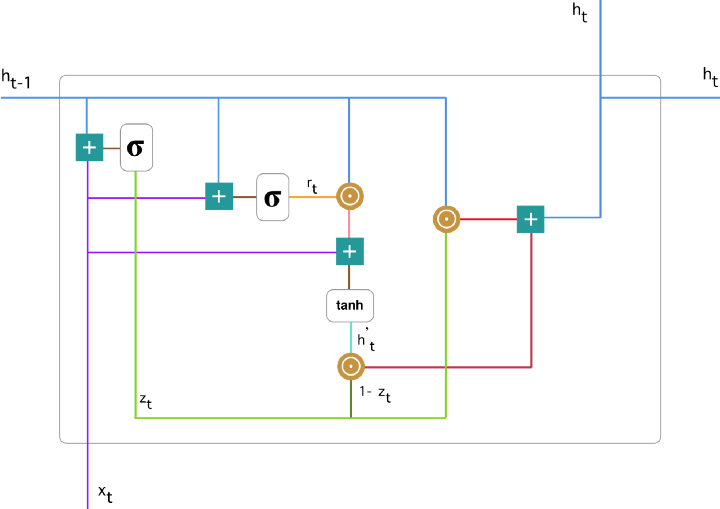 h_t
h_t-1
h_t
+
σ
+
σ
r_t
+
+
tanh
h'_t
1- z_t
z_t
x_t